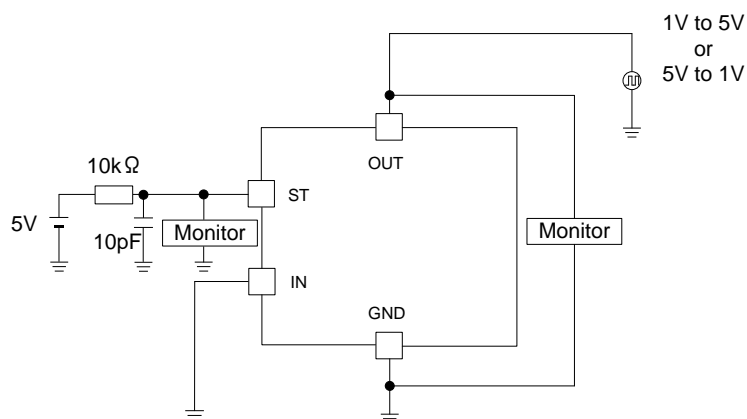 1V to 5V
or
5V to 1V
OUT
10kΩ
ST
5V
10pF
Monitor
Monitor
IN
GND